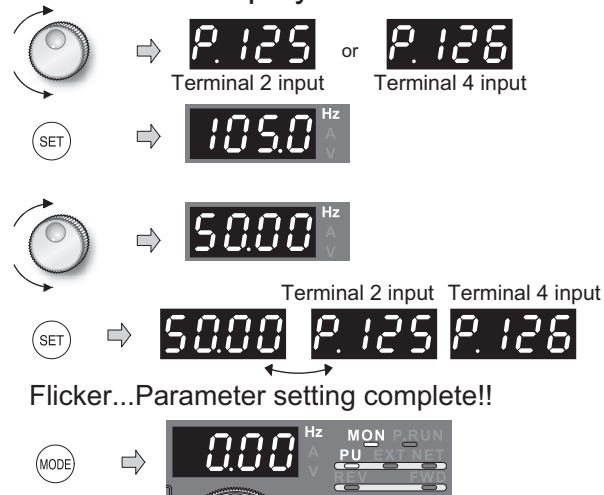 P. 125 or P. 126
Terminal 2 input Terminal 4 input
SET 105.0 Hz A V
50.00 Hz A V
Terminal 2 input Terminal 4 input
SET 50.00 P. 125 P. 126
Flicker...Parameter setting complete!!
MODE 0.00 Hz A V MON P.RUN
PU EXT NET
REV FWD